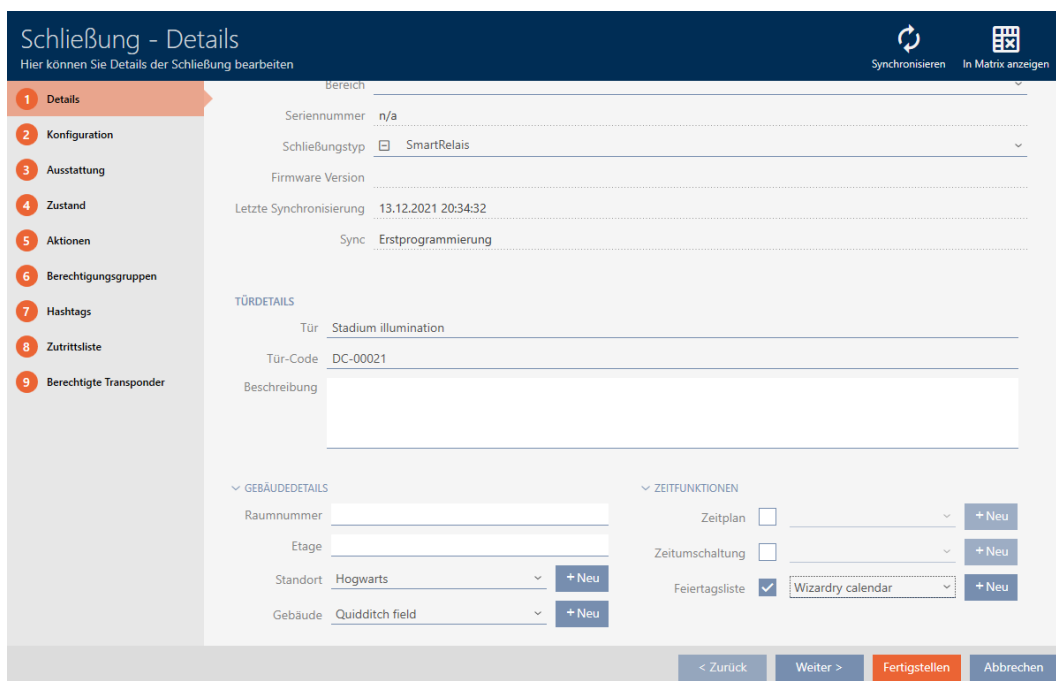 Schließung - Details
Hier können Sie Details der Schließung bearbeiten
Synchronisieren
In Matrix anzeigen
1 Details
2 Konfiguration
3 Ausstattung
4 Zustand
5 Aktionen
6 Berechtigungsgruppen
7 Hashtags
8 Zutrittsliste
9 Berechtigte Transponder
Bereich
Seriennummer n/a
Schließungstyp SmartRelais
Firmware Version
Letzte Synchronisierung 13.12.2021 20:34:32
Sync Erstprogrammierung
TÜRDETAILS
Tür Stadium illumination
Tür-Code DC-00021
Beschreibung
GEBÄUDEDETAILS
Raumnummer
Etage
Standort Hogwarts + Neu
Gebäude Quidditch field + Neu
ZEITFUNKTIONEN
Zeitplan + Neu
Zeitumschaltung + Neu
Feiertagsliste Wizardry calendar + Neu
< Zurück
Weiter >
Fertigstellen
Abbrechen